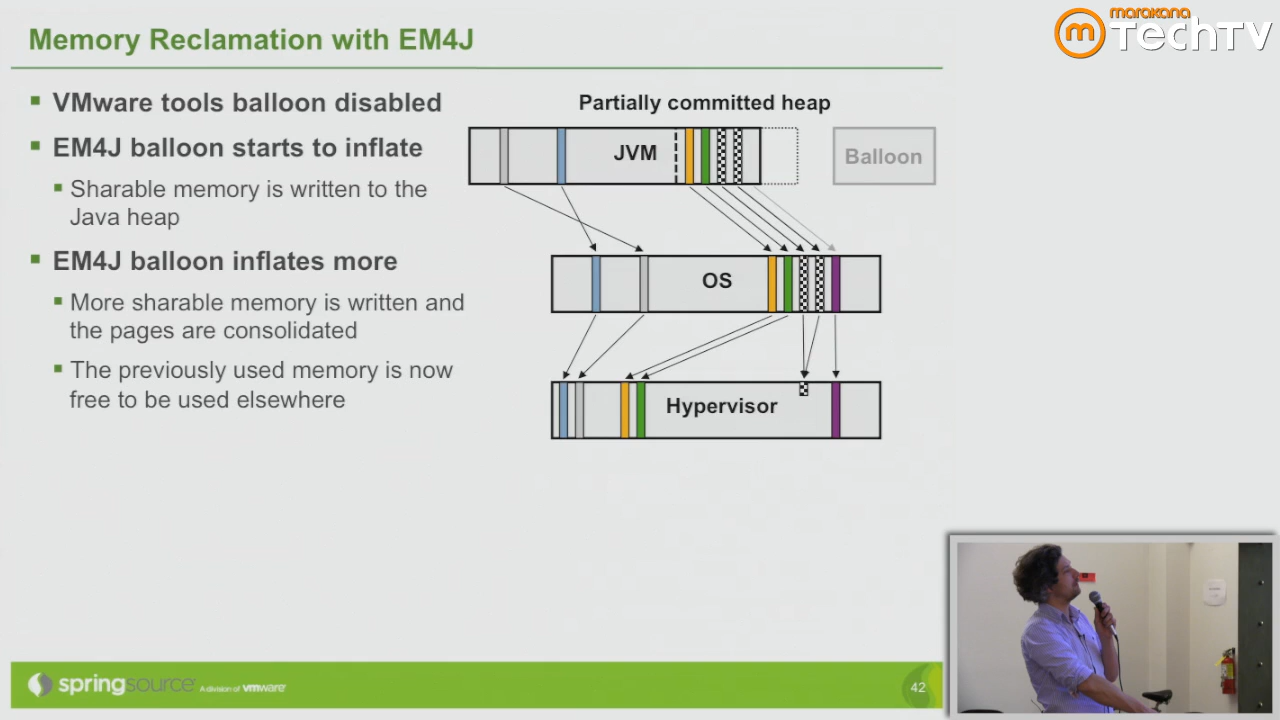 Memory Reclamation with EM4J
marakana
m TechTV
VMware tools balloon disabled
EM4J balloon starts to inflate
Sharable memory is written to the
Java heap
EM4J balloon inflates more
More sharable memory is written and
the pages are consolidated
The previously used memory is now
free to be used elsewhere
Partially committed heap
JVM
Balloon
OS
Hypervisor
springsource A division of vmware
42